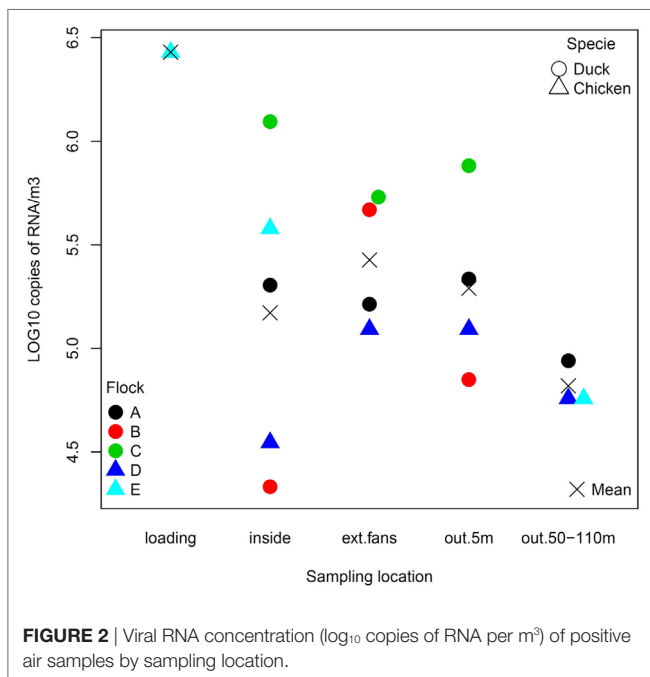 6.5
6.0
5.5
5.0
4.5
LOG10 copies of RNA/m3
Specie
Duck
Chicken
Flock
A
B
C
D
E
Mean
loading inside ext.fans out.5m out.50−110m
Sampling location
FIGURE 2 | Viral RNA concentration (log₁₀ copies of RNA per m³) of positive
air samples by sampling location.